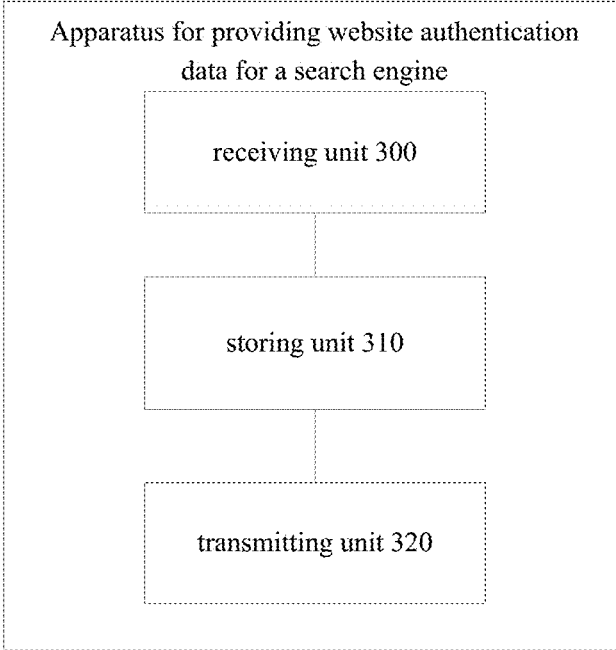 Apparatus for providing website authentication
data for a search engine
receiving unit 300
storing unit 310
transmitting unit 320